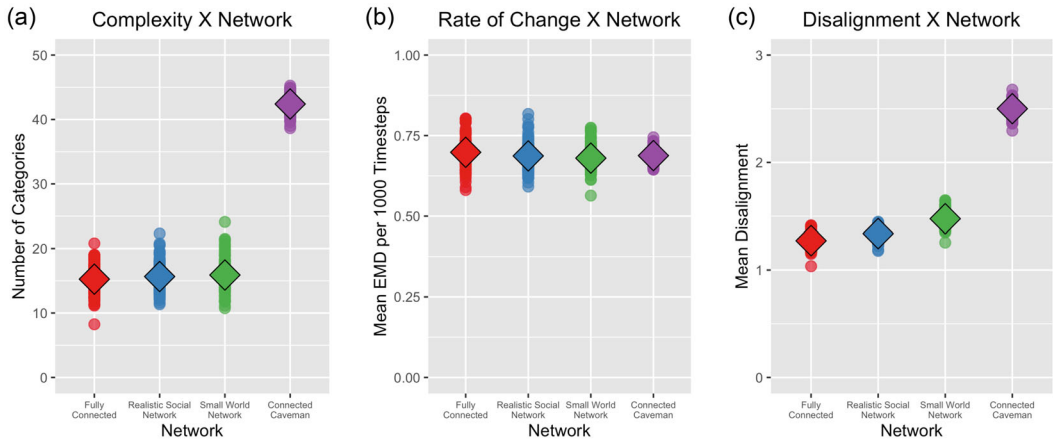 (a) Complexity X Network
Number of Categories
50
40
30
20
10
0
Fully
Connected
Realistic Social
Network
Small World
Network
Connected
Caveman
Network
(b) Rate of Change X Network
Mean EMD per 1000 Timesteps
1.00
0.75
0.50
0.25
0.00
Fully
Connected
Realistic Social
Network
Small World
Network
Connected
Caveman
Network
(c) Disalignment X Network
Mean Disalignment
3
2
1
0
Fully
Connected
Realistic Social
Network
Small World
Network
Connected
Caveman
Network